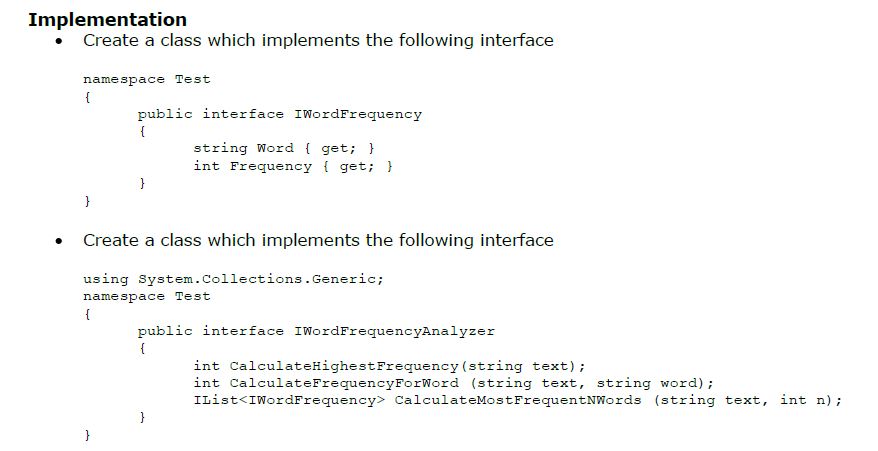 Implementation
• Create a class which implements the following interface
namespace Test
{
public interface IWordFrequency
{
string Word { get; }
int Frequency { get; }
}
}
• Create a class which implements the following interface
using System.Collections.Generic;
namespace Test
{
public interface IWordFrequencyAnalyzer
{
int CalculateHighestFrequency(string text);
int CalculateFrequencyForWord (string text, string word);
IList<IWordFrequency> CalculateMostFrequentNWords (string text, int n);
}
}